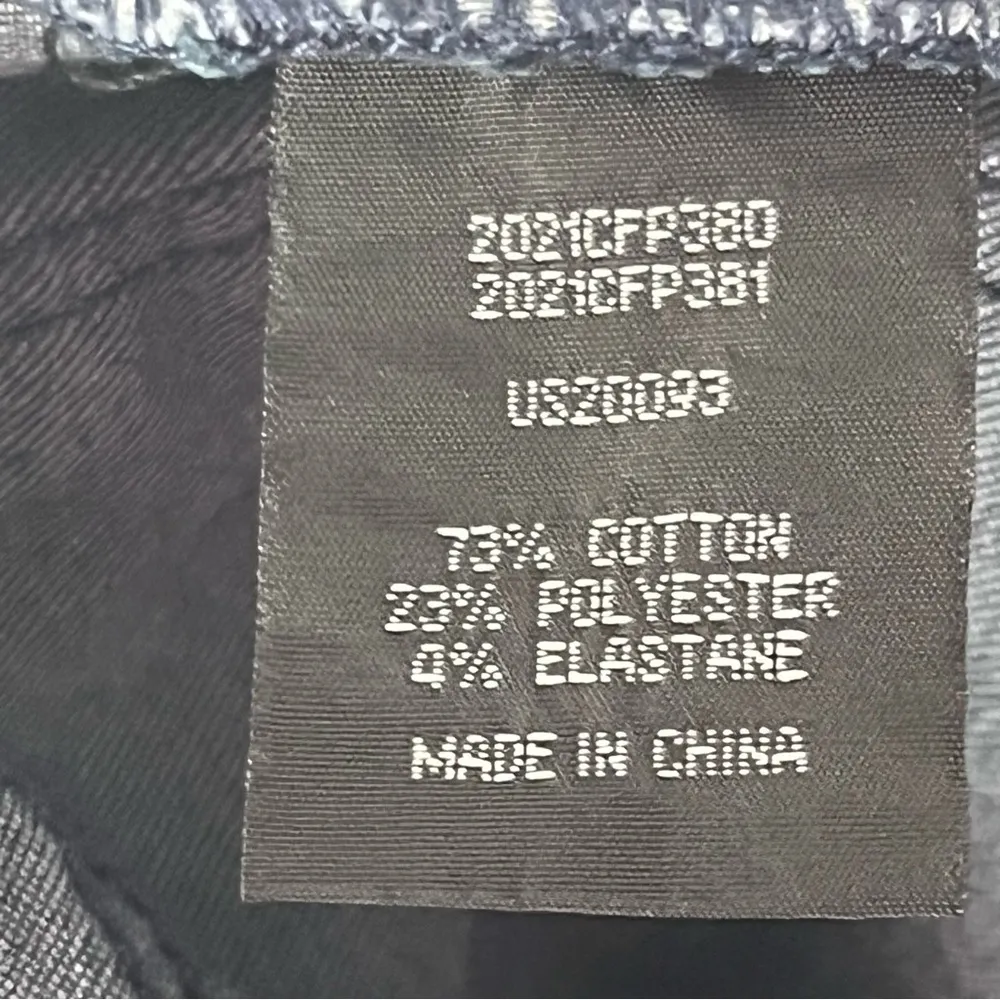 2021CFP380
2021CFP381
US20093
73% COTTON
23% POLYESTER
4% ELASTANE
MADE IN CHINA